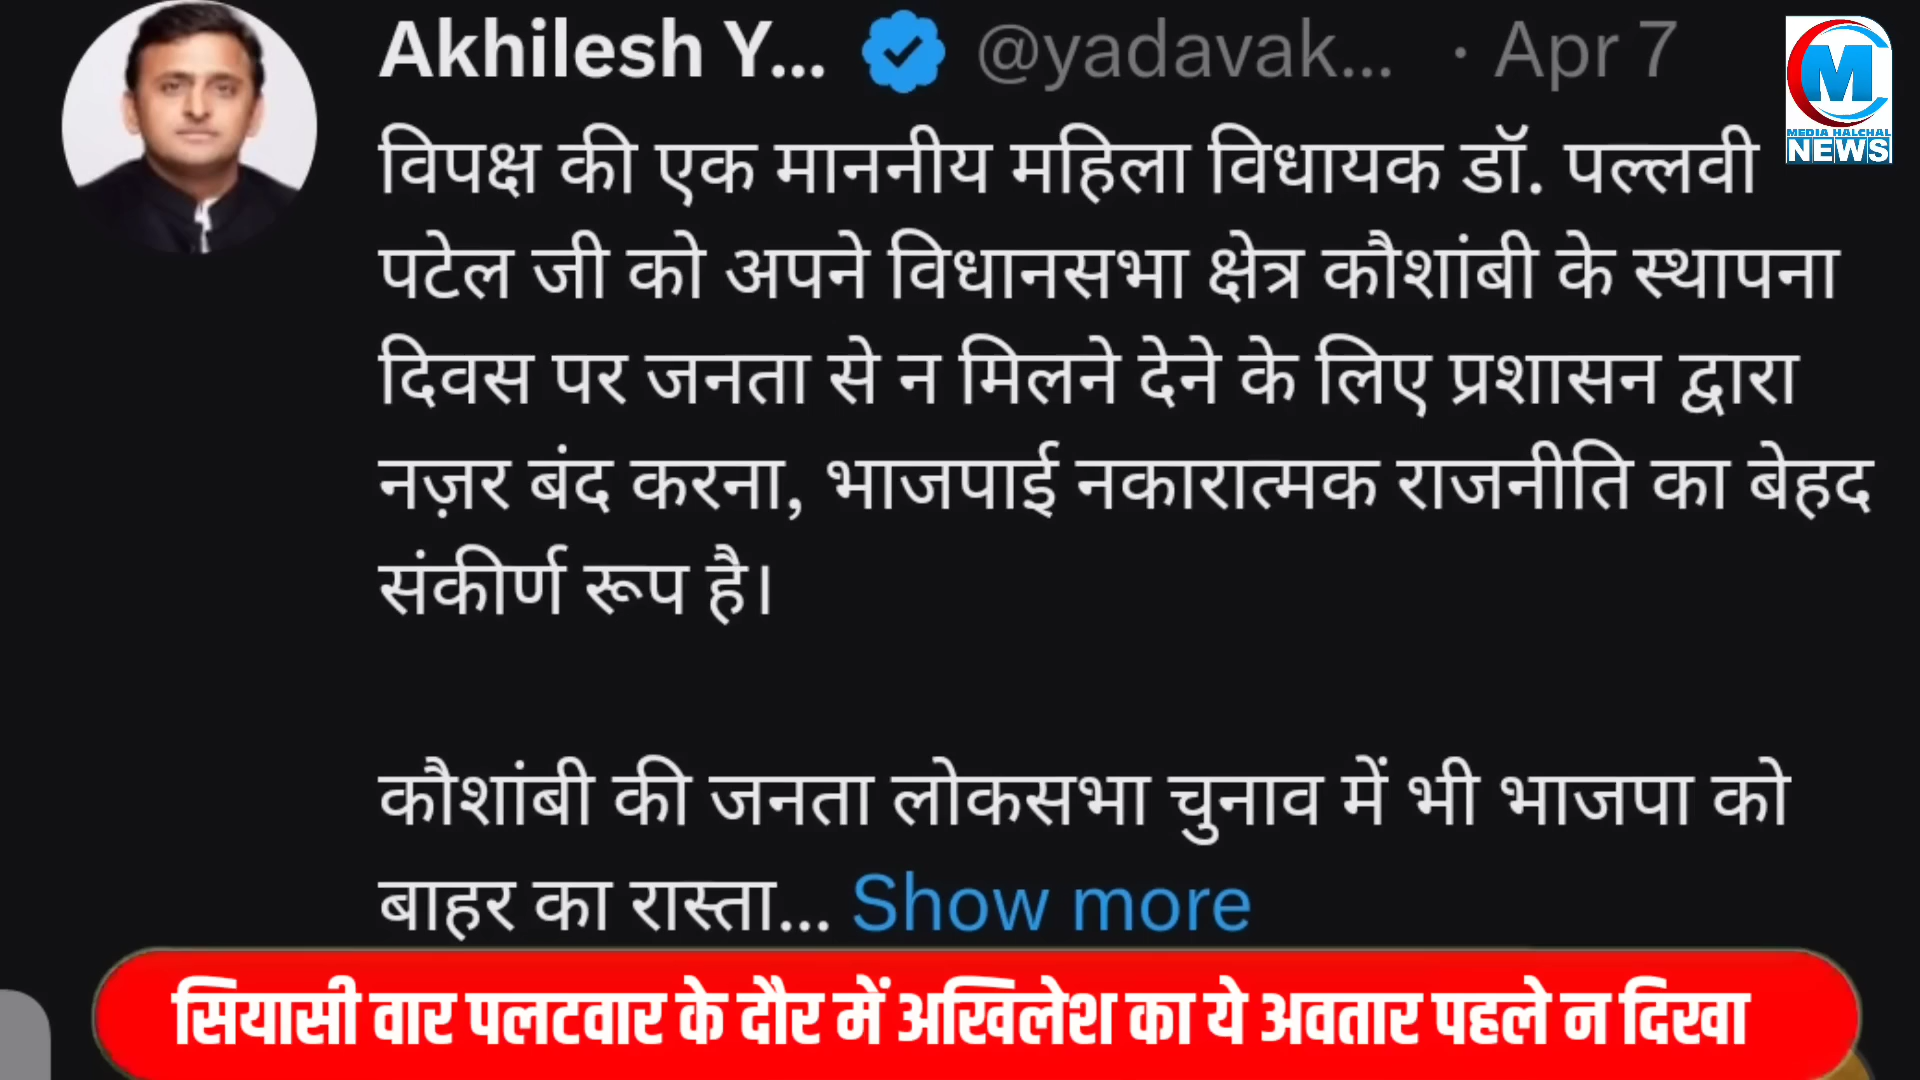 Akhilesh Y... @yadavak... · Apr 7
MEDIA HALCHAL
NEWS
विपक्ष की एक माननीय महिला विधायक डॉ. पल्लवी
पटेल जी को अपने विधानसभा क्षेत्र कौशांबी के स्थापना
दिवस पर जनता से न मिलने देने के लिए प्रशासन द्वारा
नज़र बंद करना, भाजपाई नकारात्मक राजनीति का बेहद
संकीर्ण रूप है।
कौशांबी की जनता लोकसभा चुनाव में भी भाजपा को
बाहर का रास्ता... Show more
सियासी वार पलटवार के दौर में अखिलेश का ये अवतार पहले न दिखा